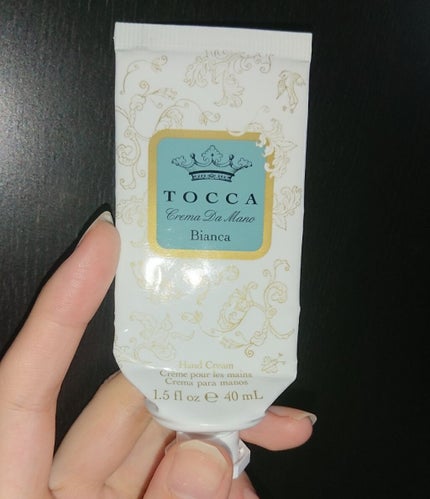 TOCCA
Crema Da Mano
Bianca
Hand Cream
Crème pour les mains
Crema para manos
1.5 fl oz ℮ 40 mL